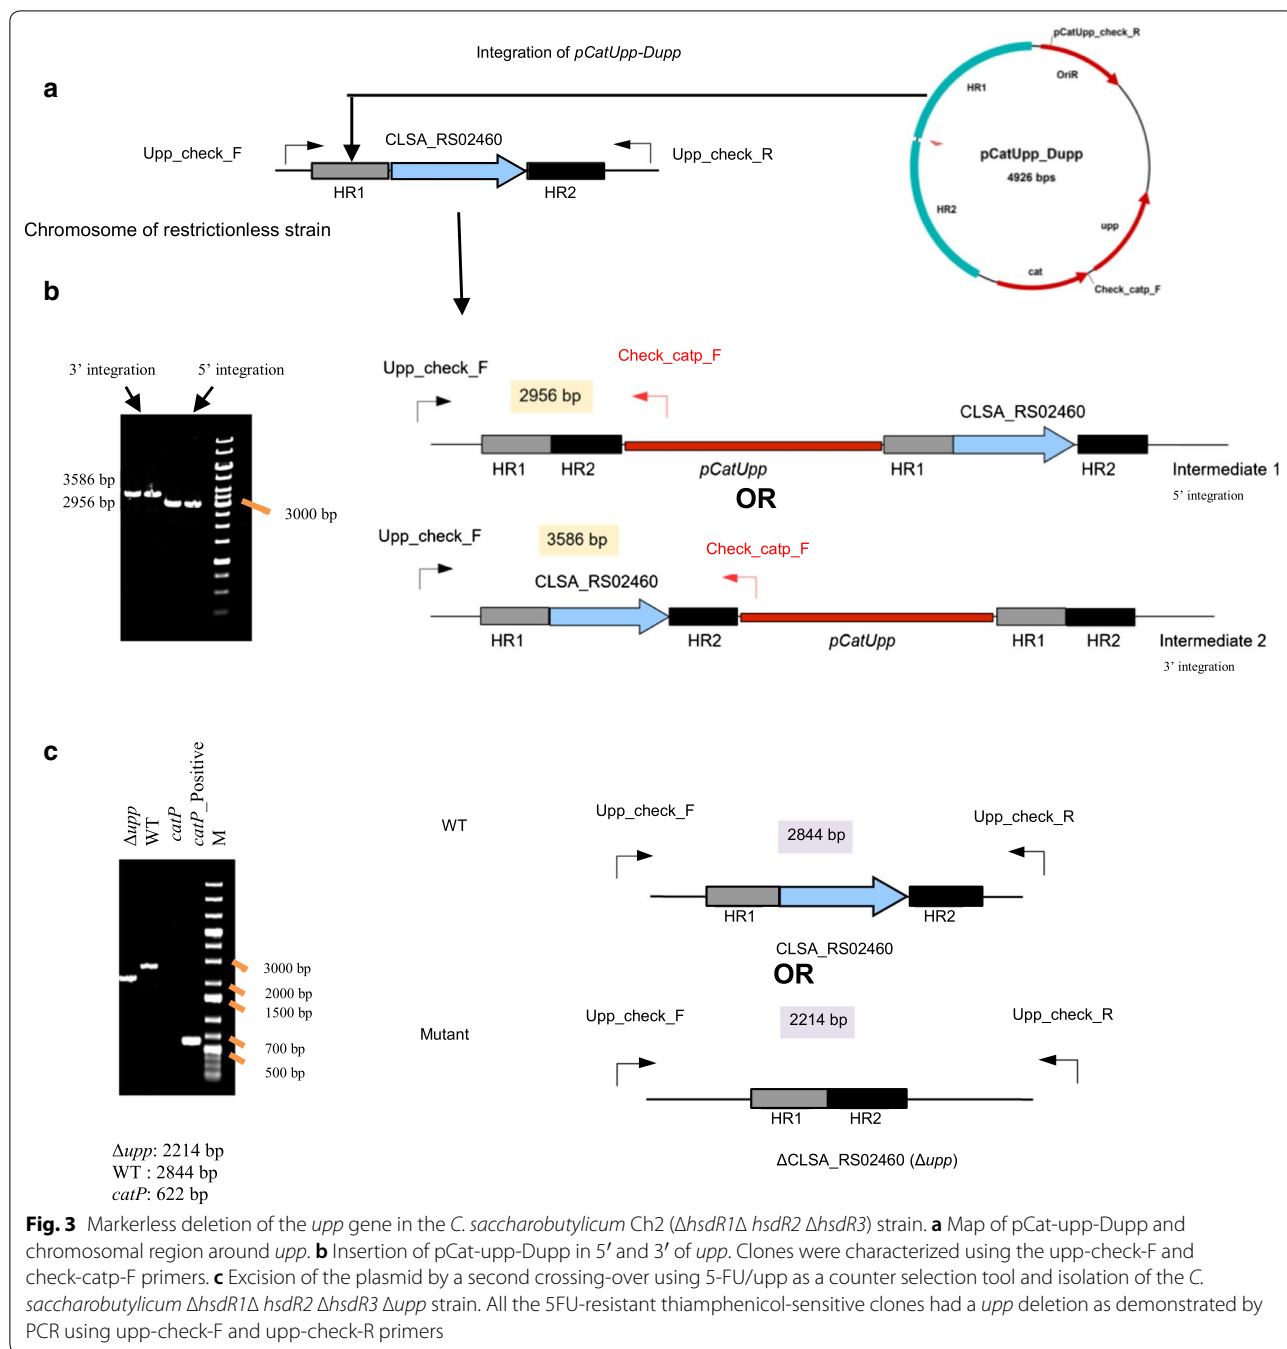 a
Integration of pCatUpp-Dupp
Upp_check_F
CLSA_RS02460
Upp_check_R
HR1
HR2
Chromosome of restrictionless strain
pCatUpp_check_R
OriR
HR1
pCatUpp_Dupp
4926 bps
HR2
upp
cat
Check_catp_F
b
3' integration
5' integration
3586 bp
2956 bp
3000 bp
Upp_check_F
2956 bp
Check_catp_F
CLSA_RS02460
HR1
HR2
pCatUpp
HR1
HR2
Intermediate 1
5' integration
OR
Upp_check_F
3586 bp
Check_catp_F
CLSA_RS02460
HR1
HR2
pCatUpp
HR1
HR2
Intermediate 2
3' integration
c
Δupp
WT
catP
catP_Positive
M
3000 bp
2000 bp
1500 bp
700 bp
500 bp
Δupp: 2214 bp
WT : 2844 bp
catP: 622 bp
WT
Upp_check_F
2844 bp
Upp_check_R
HR1
HR2
CLSA_RS02460
OR
Mutant
Upp_check_F
2214 bp
Upp_check_R
HR1
HR2
ΔCLSA_RS02460 (Δupp)
Fig. 3 Markerless deletion of the upp gene in the C. saccharobutylicum Ch2 (ΔhsdR1Δ hsdR2 ΔhsdR3) strain. a Map of pCat-upp-Dupp and
chromosomal region around upp. b Insertion of pCat-upp-Dupp in 5′ and 3′ of upp. Clones were characterized using the upp-check-F and
check-catp-F primers. c Excision of the plasmid by a second crossing-over using 5-FU/upp as a counter selection tool and isolation of the C.
saccharobutylicum ΔhsdR1Δ hsdR2 ΔhsdR3 Δupp strain. All the 5FU-resistant thiamphenicol-sensitive clones had a upp deletion as demonstrated by
PCR using upp-check-F and upp-check-R primers